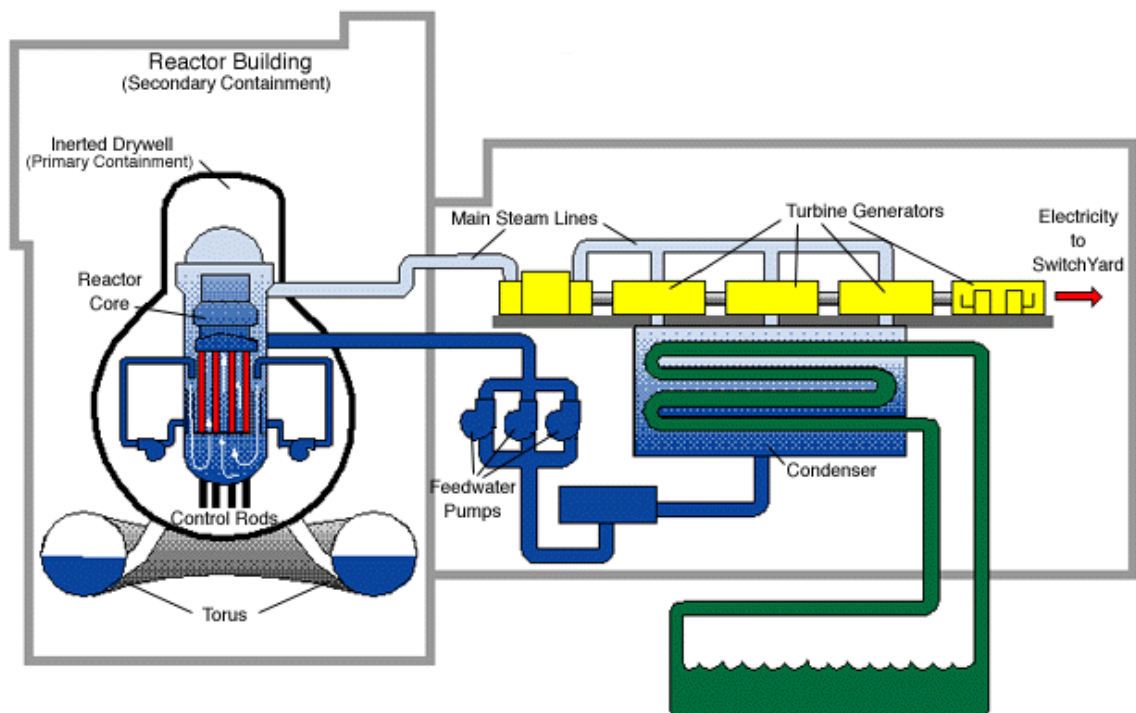 Reactor Building
(Secondary Containment)
Inerted Drywell
(Primary Containment)
Main Steam Lines
Turbine Generators
Electricity
to
SwitchYard
Reactor
Core
Feedwater
Pumps
Condenser
Control Rods
Torus